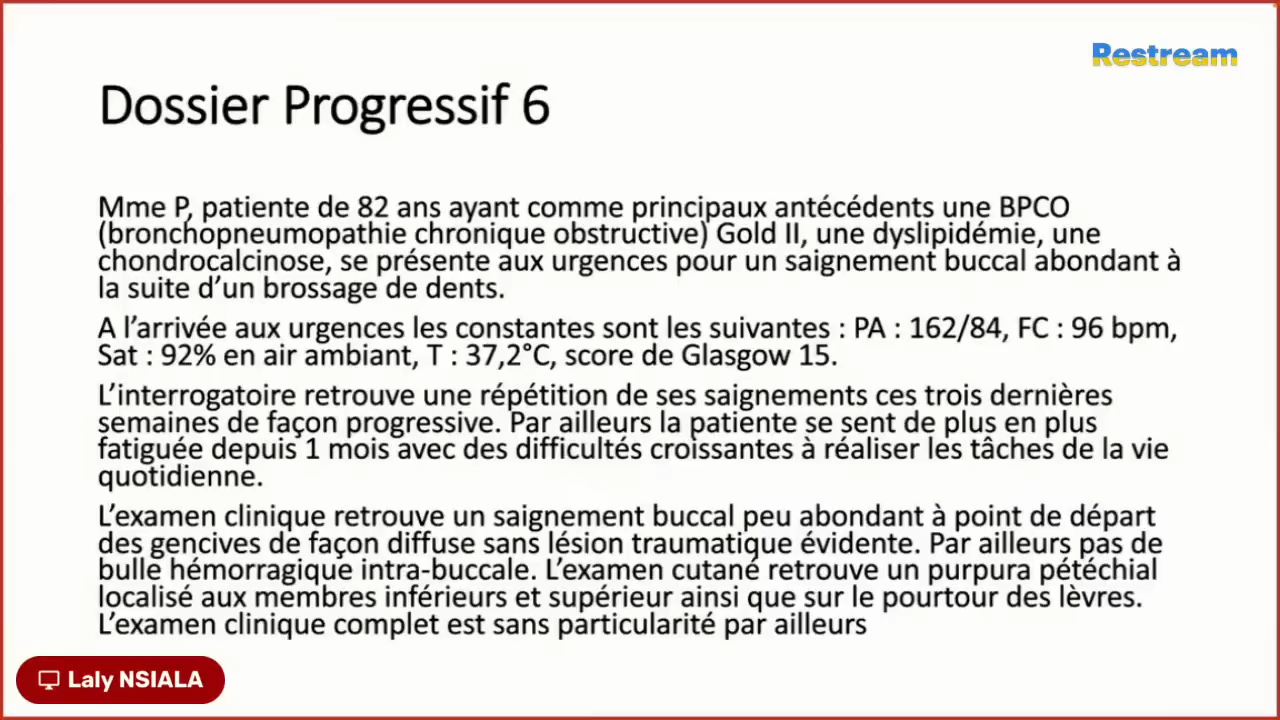 Restream
Dossier Progressif 6
Mme P, patiente de 82 ans ayant comme principaux antécédents une BPCO
(bronchopneumopathie chronique obstructive) Gold II, une dyslipidémie, une
chondrocalcinose, se présente aux urgences pour un saignement buccal abondant à
la suite d’un brossage de dents.
A l’arrivée aux urgences les constantes sont les suivantes : PA : 162/84, FC : 96 bpm,
Sat : 92% en air ambiant, T : 37,2°C, score de Glasgow 15.
L’interrogatoire retrouve une répétition de ses saignements ces trois dernières
semaines de façon progressive. Par ailleurs la patiente se sent de plus en plus
fatiguée depuis 1 mois avec des difficultés croissantes à réaliser les tâches de la vie
quotidienne.
L’examen clinique retrouve un saignement buccal peu abondant à point de départ
des gencives de façon diffuse sans lésion traumatique évidente. Par ailleurs pas de
bulle hémorragique intra-buccale. L’examen cutané retrouve un purpura pétéchial
localisé aux membres inférieurs et supérieur ainsi que sur le pourtour des lèvres.
L’examen clinique complet est sans particularité par ailleurs
Laly NSIALA